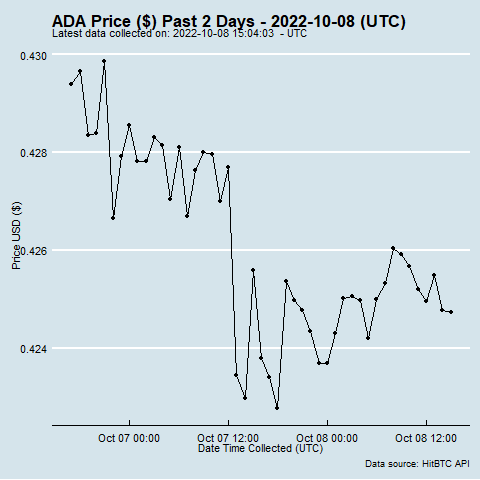 ADA Price ($) Past 2 Days - 2022-10-08 (UTC)
Latest data collected on: 2022-10-08 15:04:03  - UTC
0.430
0.428
0.426
0.424
Price USD ($)
Oct 07 00:00
Oct 07 12:00
Oct 08 00:00
Oct 08 12:00
Date Time Collected (UTC)
Data source: HitBTC API